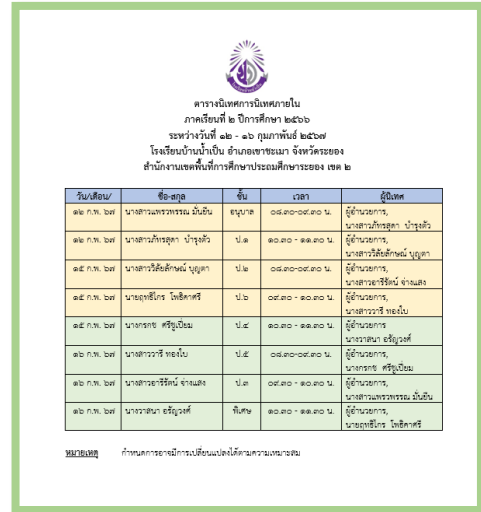 ตารางนิเทศการนิเทศภายใน
ภาคเรียนที่ ๒ ปีการศึกษา ๒๕๖๖
ระหว่างวันที่ ๑๒ - ๑๖ กุมภาพันธ์ ๒๕๖๗
โรงเรียนบ้านน้ำเป็น อำเภอเขาชะเมา จังหวัดระยอง
สำนักงานเขตพื้นที่การศึกษาประถมศึกษาระยอง เขต ๒
วัน/เดือน/ ชื่อ-สกุล ชั้น เวลา ผู้นิเทศ
๑๒ ก.พ. ๖๗ นางสาวแพรวพรรณ มั่นยืน อนุบาล ๐๘.๓๐-๐๙.๓๐ น. ผู้อำนวยการ,
นางสาวภัทรสุดา บำรุงตัว
๑๒ ก.พ. ๖๗ นางสาวภัทรสุดา บำรุงตัว ป.๑ ๑๐.๓๐ - ๑๑.๓๐ น. ผู้อำนวยการ,
นางสาววิลัยลักษณ์ บุญตา
๑๕ ก.พ. ๖๗ นางสาววิลัยลักษณ์ บุญตา ป.๒ ๐๘.๓๐-๐๙.๓๐ น. ผู้อำนวยการ,
นางสาวอารีรัตน์ จ่างแสง
๑๕ ก.พ. ๖๗ นายฤทธิไกร โพธิคาศรี ป.๖ ๐๙.๓๐ - ๑๐.๓๐ น. ผู้อำนวยการ,
นางสาววารี ทองใบ
๑๕ ก.พ. ๖๗ นางกรกช ศรีชูเปี่ยม ป.๔ ๑๐.๓๐ - ๑๑.๓๐ น. ผู้อำนวยการ
นางวาสนา อรัญวงศ์
๑๖ ก.พ. ๖๗ นางสาววารี ทองใบ ป.๕ ๐๘.๓๐-๐๙.๓๐ น. ผู้อำนวยการ,
นางกรกช ศรีชูเปี่ยม
๑๖ ก.พ. ๖๗ นางสาวอารีรัตน์ จ่างแสง ป.๓ ๐๙.๓๐ - ๑๐.๓๐ น. ผู้อำนวยการ,
นางสาวแพรวพรรณ มั่นยืน
๑๖ ก.พ. ๖๗ นางวาสนา อรัญวงศ์ พิเศษ ๑๐.๓๐ - ๑๑.๓๐ น. ผู้อำนวยการ,
นายฤทธิไกร โพธิคาศรี
หมายเหตุ กำหนดการอาจมีการเปลี่ยนแปลงได้ตามความเหมาะสม